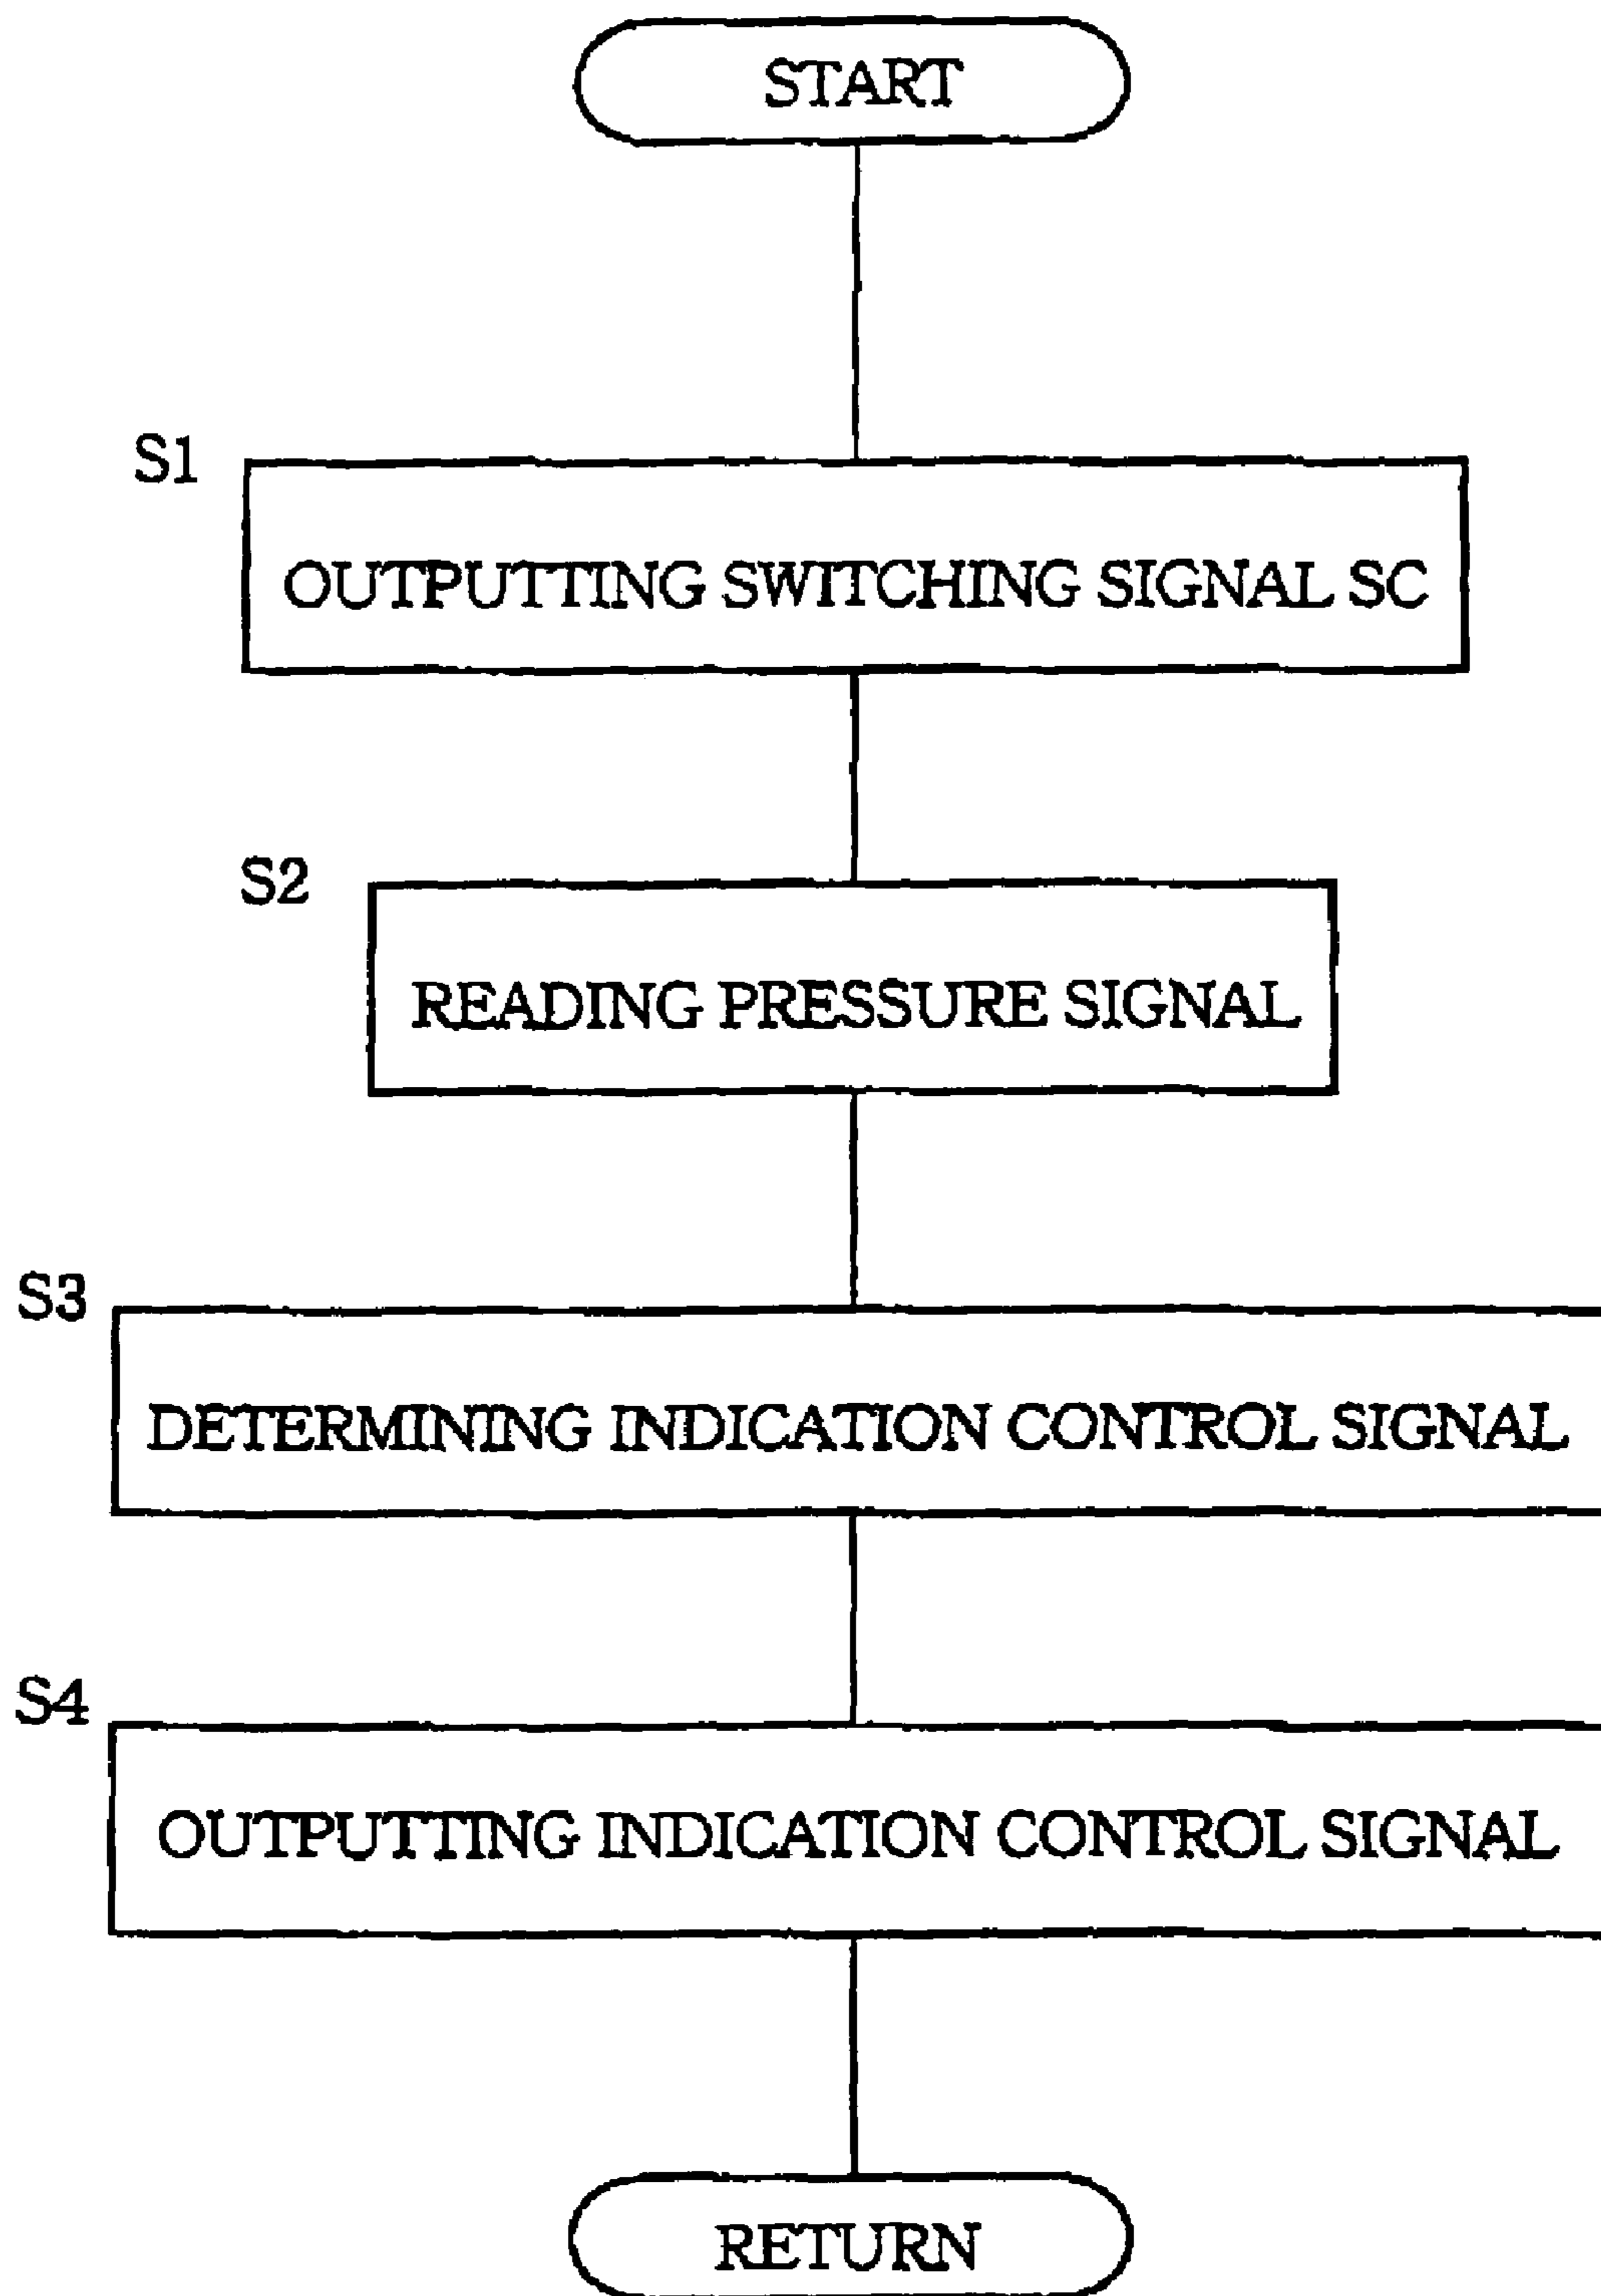 START
S1
OUTPUTTING SWITCHING SIGNAL SC
S2
READING PRESSURE SIGNAL
S3
DETERMINING INDICATION CONTROL SIGNAL
S4
OUTPUTTING INDICATION CONTROL SIGNAL
RETURN